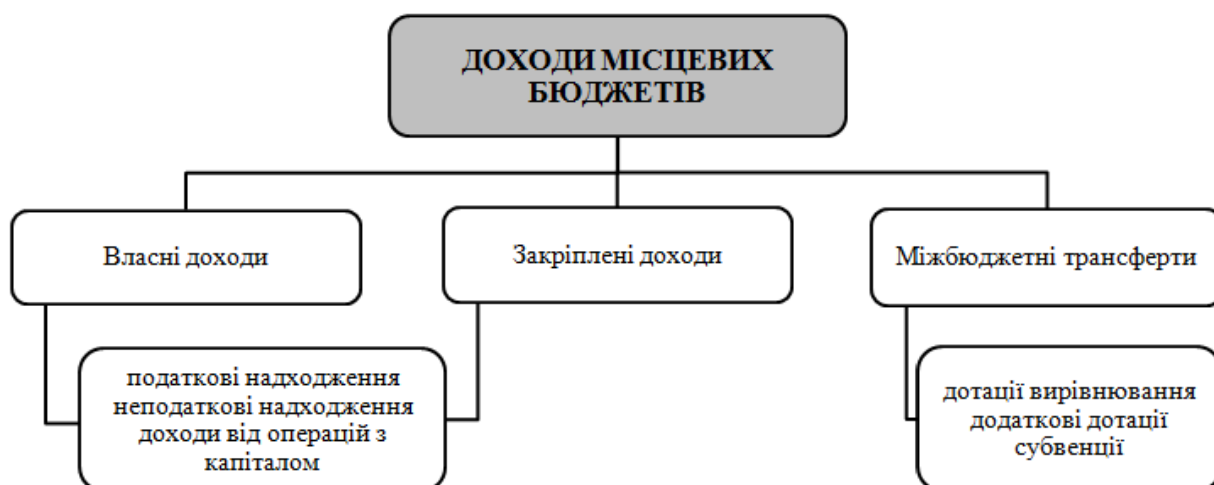 ДОХОДИ МІСЦЕВИХ
БЮДЖЕТІВ
Власні доходи
Закріплені доходи
Міжбюджетні трансферти
податкові надходження
неподаткові надходження
доходи від операцій з
капіталом
дотації вирівнювання
додаткові дотації
субвенції